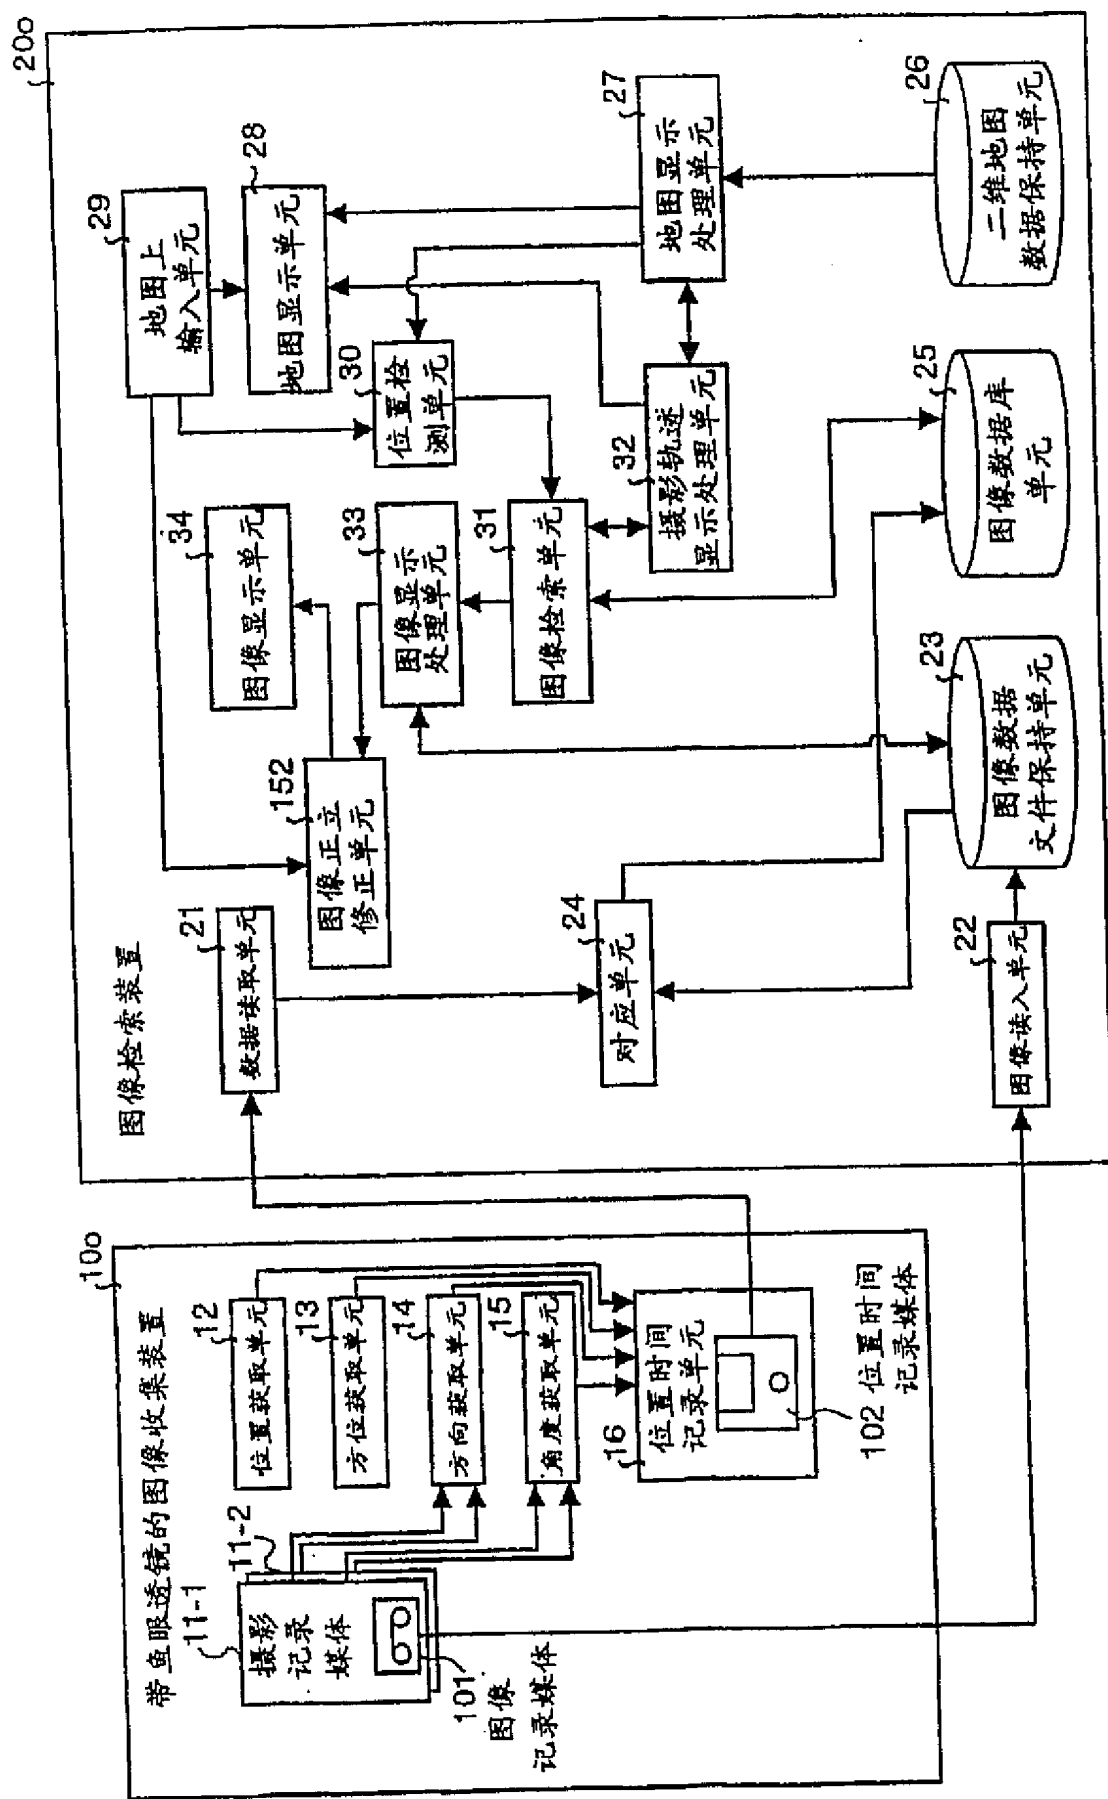 带鱼眼透镜的图像收集装置
10o
11-1
11-2
摄影
记录
媒体
101
图像
记录媒体
12
位置获取单元
13
方位获取单元
14
方向获取单元
15
角度获取单元
16
位置时间
记录单元
102 位置时间
记录媒体
图像检索装置
20o
21
数据读取单元
22
图像读入单元
23
图像数据
文件保持单元
24
对应单元
25
图像数据库
单元
26
二维地图
数据保持单元
27
地图显示
处理单元
28
地图显示单元
29
地图上
输入单元
30
位置检
测单元
31
图像检索单元
32
摄影轨迹
显示处理单元
33
图像显示
处理单元
34
图像显示单元
152
图像正立
修正单元